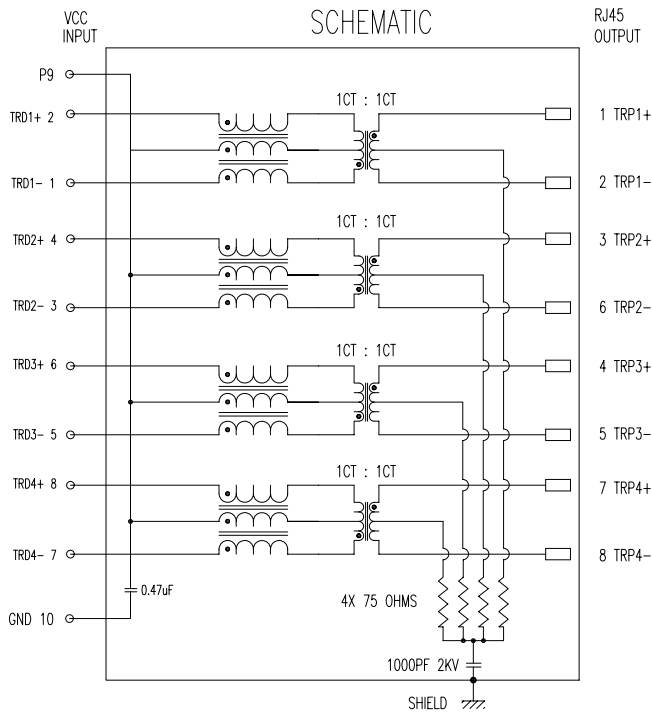 VCC
INPUT
SCHEMATIC
RJ45
OUTPUT
P9
1CT : 1CT
TRD1+ 2
1 TRP1+
TRD1- 1
2 TRP1-
1CT : 1CT
TRD2+ 4
3 TRP2+
TRD2- 3
6 TRP2-
1CT : 1CT
TRD3+ 6
4 TRP3+
TRD3- 5
5 TRP3-
1CT : 1CT
TRD4+ 8
7 TRP4+
TRD4- 7
8 TRP4-
0.47uF
4X 75 OHMS
GND 10
1000PF 2KV
SHIELD